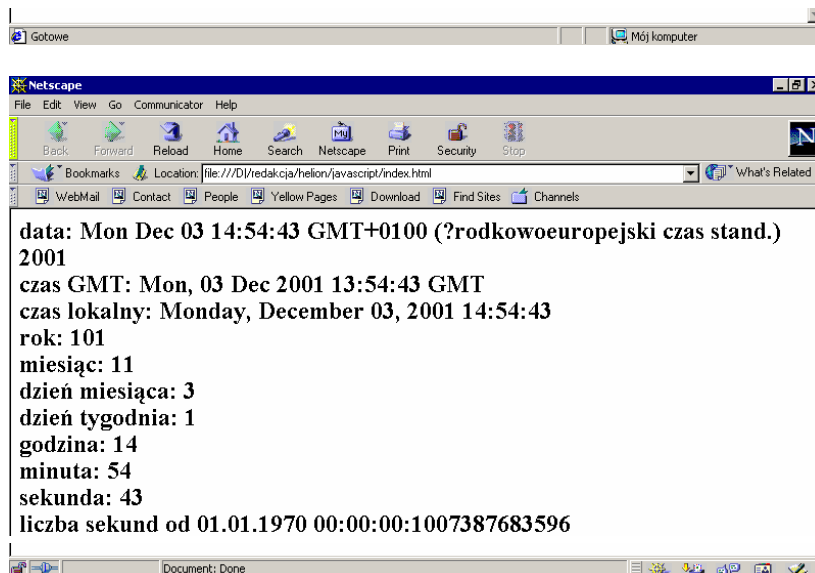 Gotowe
Mój komputer
Netscape
File Edit View Go Communicator Help
My
N
Back Forward Reload Home Search Netscape Print Security Stop
Bookmarks Location: file:///D|/redakcja/helion/javascript/index.html What's Related
WebMail Contact People Yellow Pages Download Find Sites Channels
data: Mon Dec 03 14:54:43 GMT+0100 (?rodkowoeuropejski czas stand.)
2001
czas GMT: Mon, 03 Dec 2001 13:54:43 GMT
czas lokalny: Monday, December 03, 2001 14:54:43
rok: 101
miesiąc: 11
dzień miesiąca: 3
dzień tygodnia: 1
godzina: 14
minuta: 54
sekunda: 43
liczba sekund od 01.01.1970 00:00:00:1007387683596
Document: Done